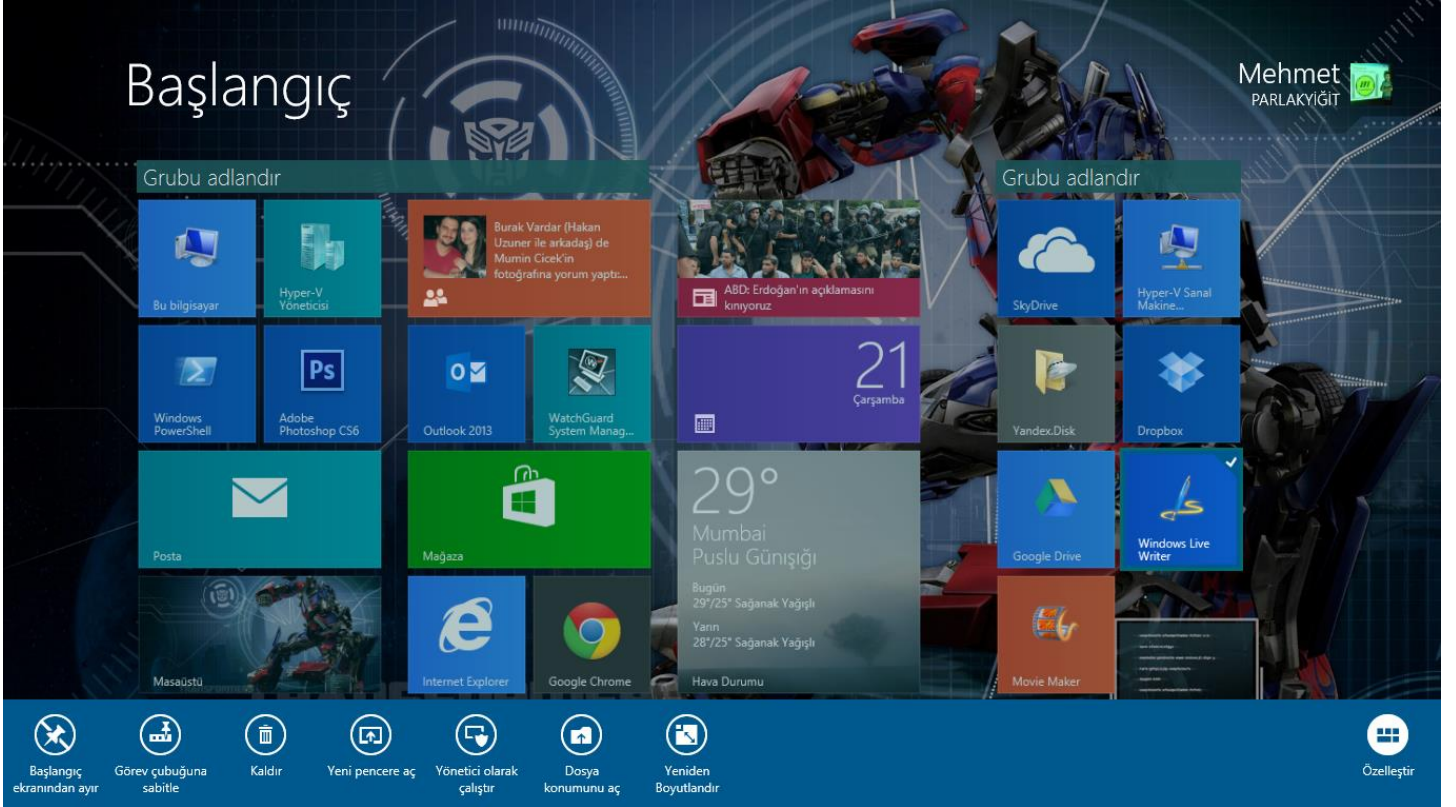 Başlangıç
Mehmet
PARLAKYİĞİT
Grubu adlandır
Grubu adlandır
Bu bilgisayar
Hyper-V
Yöneticisi
Burak Vardar (Hakan
Uzuner ile arkadaş) de
Mumin Cicek'in
fotoğrafına yorum yaptı:...
ABD: Erdoğan'ın açıklamasını
kınıyoruz
SkyDrive
Hyper-V Sanal
Makine...
Windows
PowerShell
Ps
Adobe
Photoshop CS6
Outlook 2013
WatchGuard
System Manag...
21
Çarşamba
Yandex.Disk
Dropbox
Posta
Mağaza
29°
Mumbai
Puslu Günışığı
Bugün
29°/25° Sağanak Yağışlı
Yarın
28°/25° Sağanak Yağışlı
Hava Durumu
Google Drive
Windows Live
Writer
Masaüstü
Internet Explorer
Google Chrome
Movie Maker
Başlangıç
ekranından ayır
Görev çubuğuna
sabitle
Kaldır
Yeni pencere aç
Yönetici olarak
çalıştır
Dosya
konumunu aç
Yeniden
Boyutlandır
Özelleştir